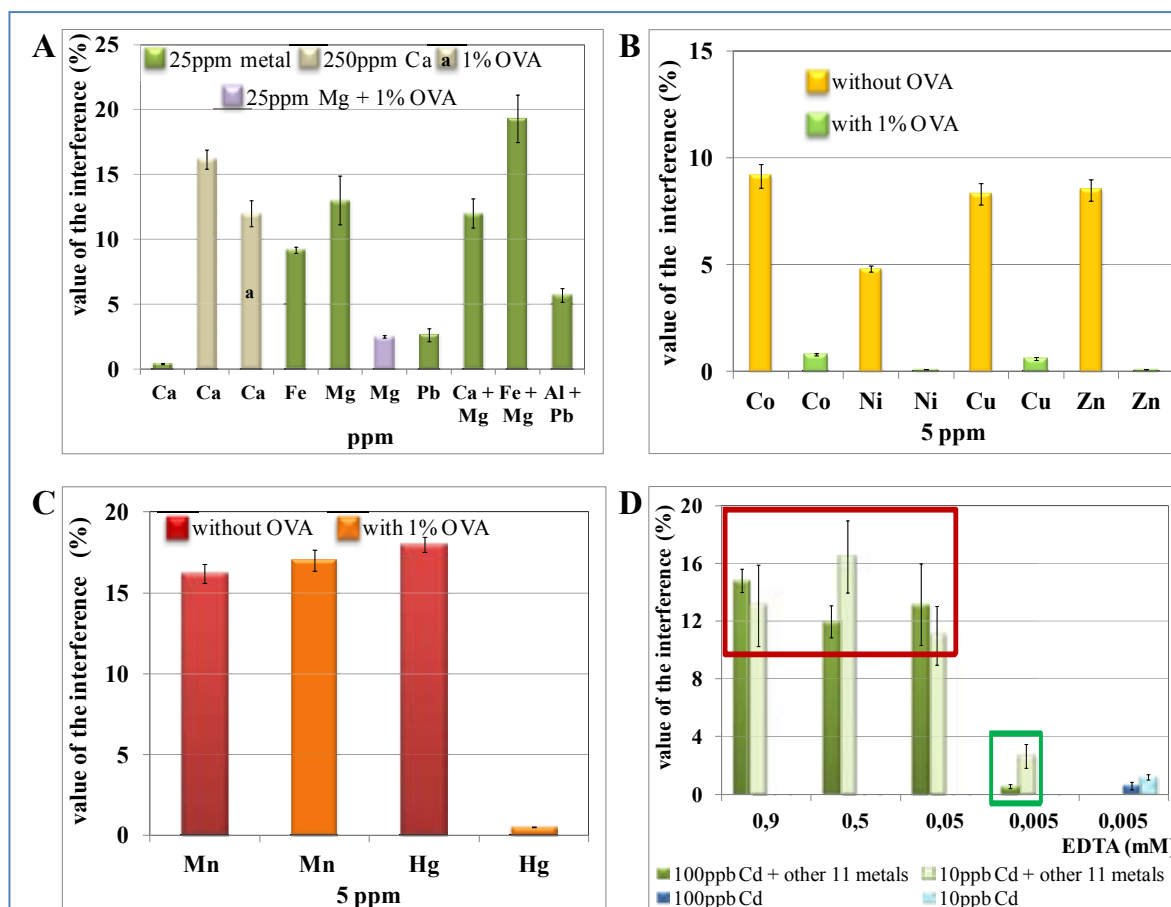 A
value of the interference (%)
25
20
15
10
5
0
25ppm metal 250ppm Ca a 1% OVA
25ppm Mg + 1% OVA
a
Ca Ca Ca Fe Mg Mg Pb Ca + Mg Fe + Mg Al + Pb
ppm
B
value of the interference (%)
15
10
5
0
without OVA
with 1% OVA
Co Co Ni Ni Cu Cu Zn Zn
5 ppm
C
value of the interference (%)
20
15
10
5
0
without OVA with 1% OVA
Mn Mn Hg Hg
5 ppm
D
value of the interference (%)
20
16
12
8
4
0
0,9 0,5 0,05 0,005 0,005
EDTA (mM)
100ppb Cd + other 11 metals 10ppb Cd + other 11 metals
100ppb Cd 10ppb Cd